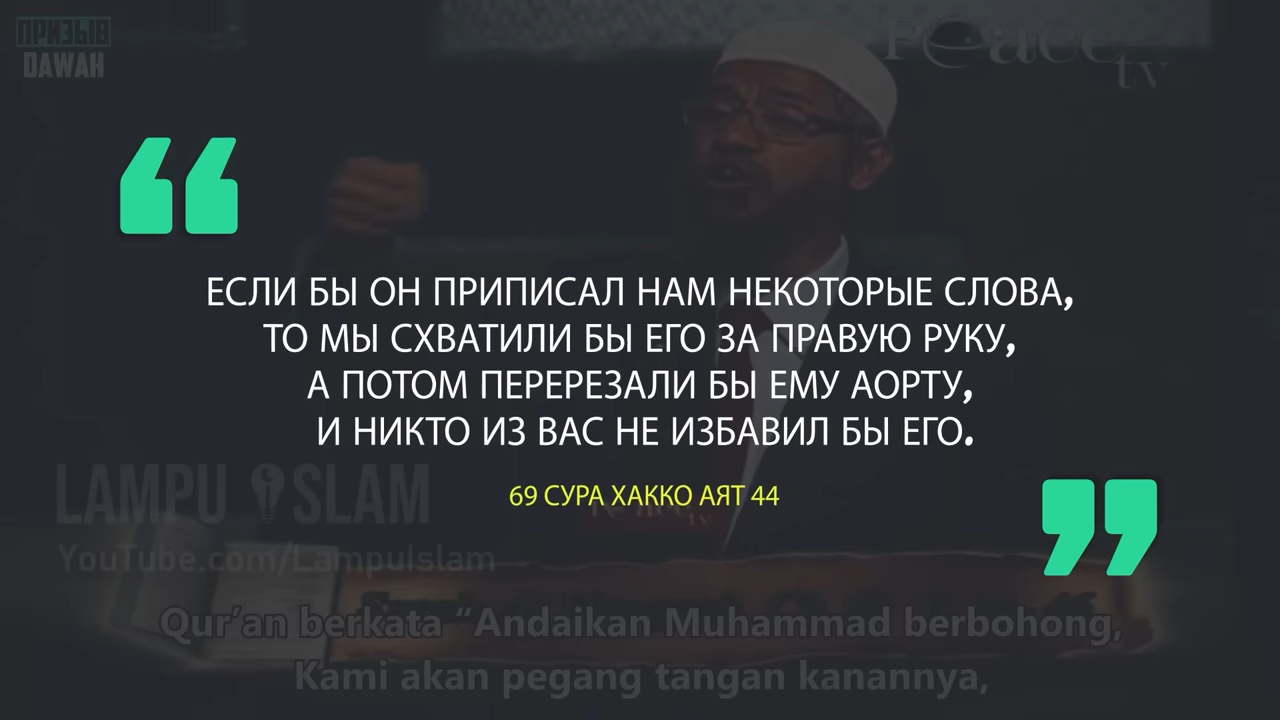 ПРИЗЫВ
DAWAH
Peace
tv
ЕСЛИ БЫ ОН ПРИПИСАЛ НАМ НЕКОТОРЫЕ СЛОВА,
ТО МЫ СХВАТИЛИ БЫ ЕГО ЗА ПРАВУЮ РУКУ,
А ПОТОМ ПЕРЕРЕЗАЛИ БЫ ЕМУ АОРТУ,
И НИКТО ИЗ ВАС НЕ ИЗБАВИЛ БЫ ЕГО.
69 СУРА ХАККО АЯТ 44
LAMPU ISLAM
YouTube.com/LampuIslam
Qur’an berkata “Andaikan Muhammad berbohong,
Kami akan pegang tangan kanannya,